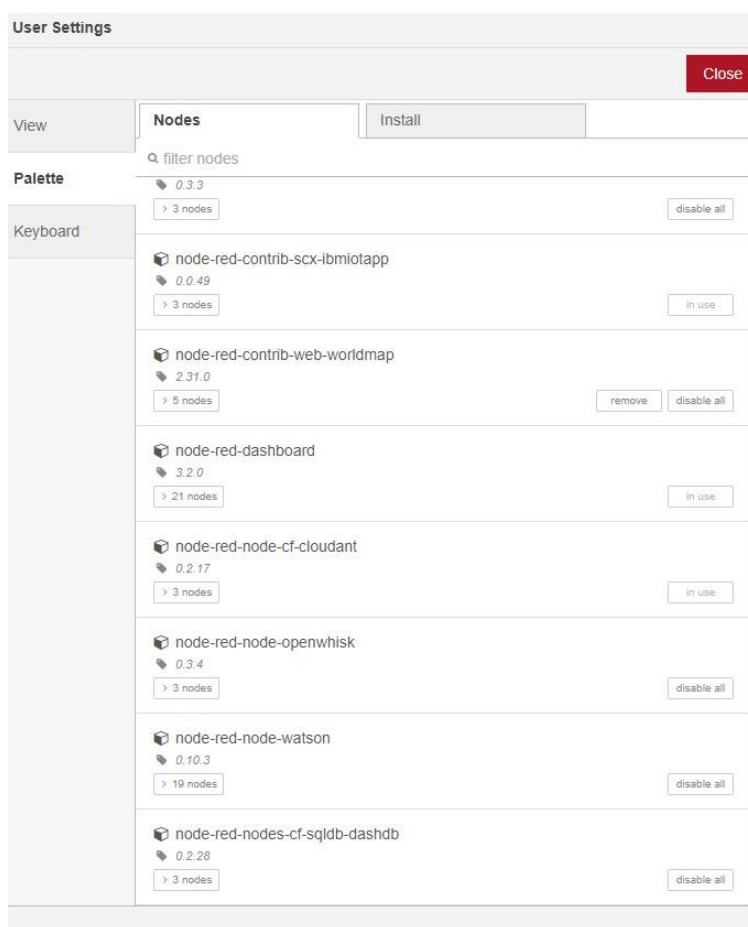 User Settings
Close
View
Palette
Keyboard
Nodes
Install
filter nodes
0.3.3
> 3 nodes
disable all
node-red-contrib-scx-ibmiotapp
0.0.49
> 3 nodes
in use
node-red-contrib-web-worldmap
2.31.0
> 5 nodes
remove
disable all
node-red-dashboard
3.2.0
> 21 nodes
in use
node-red-node-cf-cloudant
0.2.17
> 3 nodes
in use
node-red-node-openwhisk
0.3.4
> 3 nodes
disable all
node-red-node-watson
0.10.3
> 19 nodes
disable all
node-red-nodes-cf-sqldb-dashdb
0.2.28
> 3 nodes
disable all